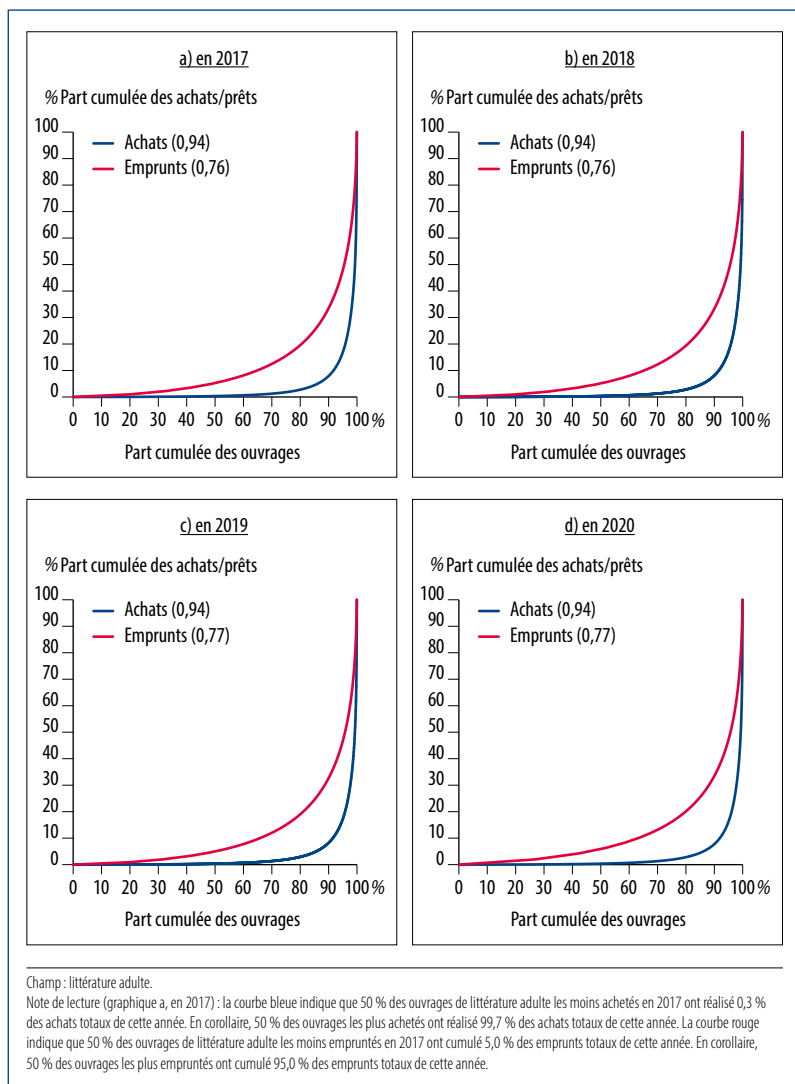 a) en 2017
% Part cumulée des achats/prêts
100
90
80
70
60
50
40
30
20
10
0
Achats (0,94)
Emprunts (0,76)
0 10 20 30 40 50 60 70 80 90 100 %
Part cumulée des ouvrages
b) en 2018
% Part cumulée des achats/prêts
100
90
80
70
60
50
40
30
20
10
0
Achats (0,94)
Emprunts (0,76)
0 10 20 30 40 50 60 70 80 90 100 %
Part cumulée des ouvrages
c) en 2019
% Part cumulée des achats/prêts
100
90
80
70
60
50
40
30
20
10
0
Achats (0,94)
Emprunts (0,77)
0 10 20 30 40 50 60 70 80 90 100 %
Part cumulée des ouvrages
d) en 2020
% Part cumulée des achats/prêts
100
90
80
70
60
50
40
30
20
10
0
Achats (0,94)
Emprunts (0,77)
0 10 20 30 40 50 60 70 80 90 100 %
Part cumulée des ouvrages
Champ : littérature adulte.
Note de lecture (graphique a, en 2017) : la courbe bleue indique que 50 % des ouvrages de littérature adulte les moins achetés en 2017 ont réalisé 0,3 %
des achats totaux de cette année. En corollaire, 50 % des ouvrages les plus achetés ont réalisé 99,7 % des achats totaux de cette année. La courbe rouge
indique que 50 % des ouvrages de littérature adulte les moins empruntés en 2017 ont cumulé 5,0 % des emprunts totaux de cette année. En corollaire,
50 % des ouvrages les plus empruntés ont cumulé 95,0 % des emprunts totaux de cette année.